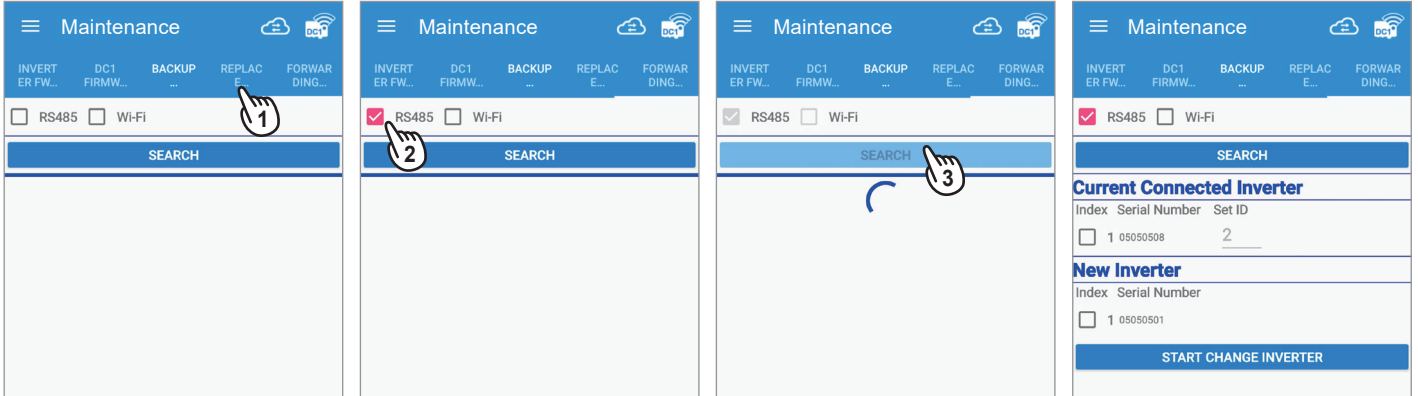 Maintenance
DC1
INVERT
ER FW...
DC1
FIRMW...
BACKUP
...
REPLAC
E...
FORWAR
DING...
RS485
Wi-Fi
1
SEARCH
Maintenance
DC1
INVERT
ER FW...
DC1
FIRMW...
BACKUP
...
REPLAC
E...
FORWAR
DING...
RS485
Wi-Fi
2
SEARCH
Maintenance
DC1
INVERT
ER FW...
DC1
FIRMW...
BACKUP
...
REPLAC
E...
FORWAR
DING...
RS485
Wi-Fi
SEARCH
3
Maintenance
DC1
INVERT
ER FW...
DC1
FIRMW...
BACKUP
...
REPLAC
E...
FORWAR
DING...
RS485
Wi-Fi
SEARCH
Current Connected Inverter
Index Serial Number Set ID
1 05050508 2
New Inverter
Index Serial Number
1 05050501
START CHANGE INVERTER